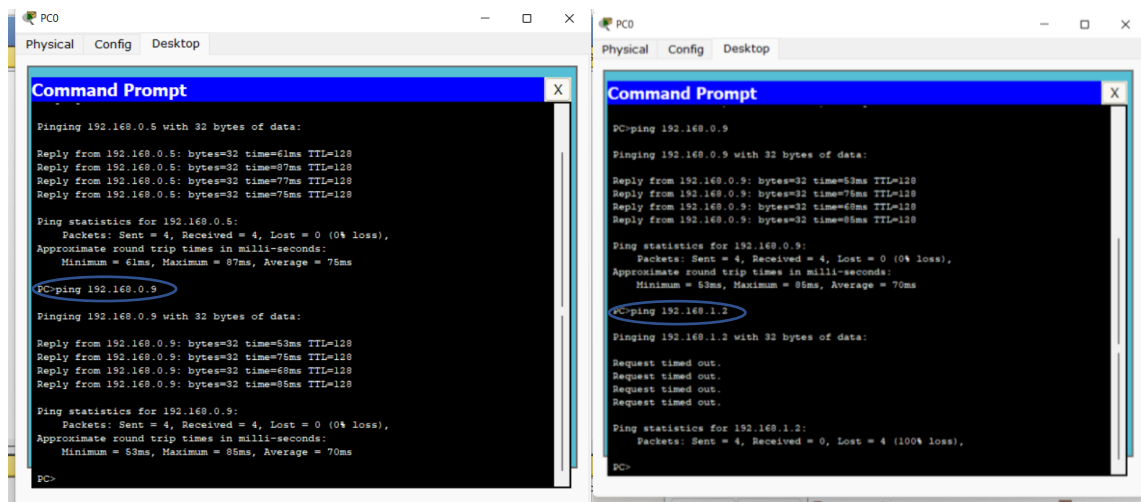 PC0
Physical Config Desktop
Command Prompt
X
Pinging 192.168.0.5 with 32 bytes of data:
Reply from 192.168.0.5: bytes=32 time=61ms TTL=128
Reply from 192.168.0.5: bytes=32 time=87ms TTL=128
Reply from 192.168.0.5: bytes=32 time=77ms TTL=128
Reply from 192.168.0.5: bytes=32 time=75ms TTL=128
Ping statistics for 192.168.0.5:
Packets: Sent = 4, Received = 4, Lost = 0 (0% loss),
Approximate round trip times in milli-seconds:
Minimum = 61ms, Maximum = 87ms, Average = 75ms
PC>ping 192.168.0.9
Pinging 192.168.0.9 with 32 bytes of data:
Reply from 192.168.0.9: bytes=32 time=53ms TTL=128
Reply from 192.168.0.9: bytes=32 time=75ms TTL=128
Reply from 192.168.0.9: bytes=32 time=68ms TTL=128
Reply from 192.168.0.9: bytes=32 time=85ms TTL=128
Ping statistics for 192.168.0.9:
Packets: Sent = 4, Received = 4, Lost = 0 (0% loss),
Approximate round trip times in milli-seconds:
Minimum = 53ms, Maximum = 85ms, Average = 70ms
PC>
PC0
Physical Config Desktop
Command Prompt
X
PC>ping 192.168.0.9
Pinging 192.168.0.9 with 32 bytes of data:
Reply from 192.168.0.9: bytes=32 time=53ms TTL=128
Reply from 192.168.0.9: bytes=32 time=75ms TTL=128
Reply from 192.168.0.9: bytes=32 time=68ms TTL=128
Reply from 192.168.0.9: bytes=32 time=85ms TTL=128
Ping statistics for 192.168.0.9:
Packets: Sent = 4, Received = 4, Lost = 0 (0% loss),
Approximate round trip times in milli-seconds:
Minimum = 53ms, Maximum = 85ms, Average = 70ms
PC>ping 192.168.1.2
Pinging 192.168.1.2 with 32 bytes of data:
Request timed out.
Request timed out.
Request timed out.
Request timed out.
Ping statistics for 192.168.1.2:
Packets: Sent = 4, Received = 0, Lost = 4 (100% loss),
PC>